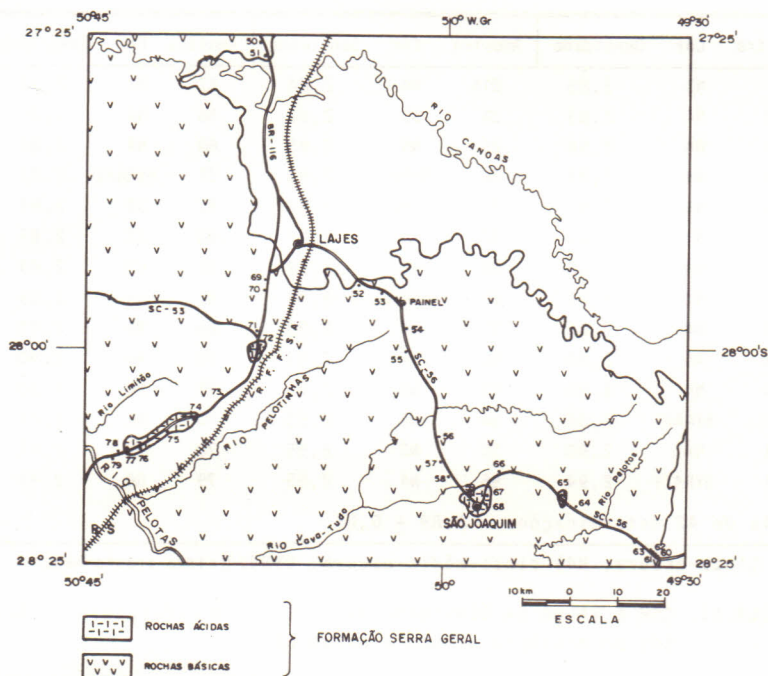 50°45'
50° W.Gr
49°30'
27°25'
27°25'
50
51
BR-116
RIO CANOAS
LAJES
69
70
52
53
PAINEL
SC-53
71
72
54
28°00'
28°00'S
55
R.F.F.S.A.
SC-56
Rio Limitão
73
74
RIO PELOTINHAS
75
78
77 76
79
56
57
58
66
65
64
67
68
SÃO JOAQUIM
Rio Pelotas
SC-56
RIO PELOTAS
R S
Rio Lava-Tudo
63
62
61
60
28°25'
28°25'
50°45'
50°
49°30'
10km 0 10 20
ESCALA
ROCHAS ÁCIDAS
FORMAÇÃO SERRA GERAL
ROCHAS BÁSICAS